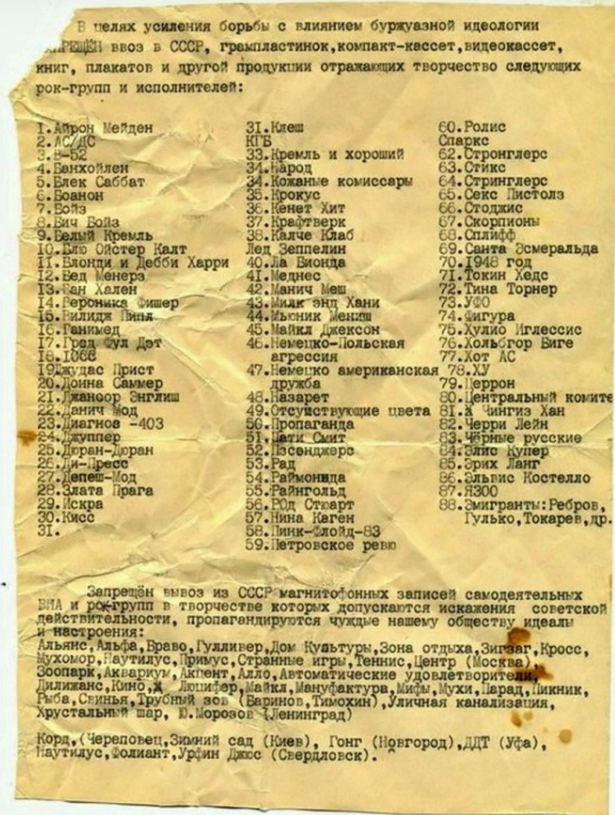 В целях усиления борьбы с влиянием буржуазной идеологии
ЗАПРЕЩЁН ввоз в СССР, грампластинок,компакт-кассет,видеокассет,
книг, плакатов и другой продукции отражающих творчество следующих
рок-групп и исполнителей:
I.Айрон Мейден
2.АС/ДС
3.Б-52
4.Банхойлен
5.Блек Саббат
6.Боанон
7.Бойз
8.Бич Бойз
9.Белый Кремль
10.Блю Ойстер Калт
11.Блонди и Дебби Харри
12.Бед Менерз
13.Ван Хален
14.Вероника Фишер
15.Вилидж Пипл
16.Ганимед
17.Гред Фул Дэт
18.1066
19Джудас Прист
20.Донна Саммер
21.Джаноор Энглиш
22.Данич Мод
23.Диагноз -403
24.Джуппер
25.Дюран-Дюран
26.Ди-Пресс
27.Депеш-Мод
28.Злата Прага
29.Искра
30.Кисс
31.
31.Клеш
КГБ
33.Кремль и хороший
34.Народ
34.Кожаные комиссары
35.Крокус
36.Кенет Хит
37.Крафтверк
38.Калче Клаб
Лед Зеппелин
40.Ла Бионда
41.Меднес
42.Манич Меш
43.Милк энд Хани
44.Мьюник Мениш
45.Майкл Джексон
46.Немецко-Польская
агрессия
47.Немецко американская
дружба
48.Назарет
49.Отсуйствующие цвета
50.Пропаганда
51.Пати Смит
52.Пэсенджерс
53.Рад
54.Раймонида
55.Райнгольд
56.РОд Стюарт
57.Нина Каген
58.Пинк-Флойд-83
59.Петровское ревю
60.Ролис
Спаркс
62.Стронглерс
63.Стикс
64.Стринглерс
65.Секс Пистолз
66.Стоджис
67.Скорпионы
68.Сплифф
69.Санта Эсмеральда
70.1948 год
71.Токин Хедс
72.Тина Торнер
73.УФО
74.Фигура
75.Хулио Иглессис
76.Хольгор Виге
77.Хот АС
78.ХУ
79.Церрон
80.Центральный комите
81.Х Чингиз Хан
82.Черри Лейн
83.Чёрные русские
84.Элис Купер
85.Эрих Ланг
86.Эльвис Костелло
87.ЯЗОО
88.Эмигранты:Ребров,
Гулько,Токарев,др.
Запрещён вывоз из СССР магнитофонных записей самодеятельных
ВИА и рок-групп в творчестве которых допускаются искажения советской
действительности, пропагандируются чуждые нашему обществу идеалы
и настроения:
Альянс,Альфа,Браво,Гулливер,Дом Культуры,Зона отдыха,Зигзаг,Кросс,
Мухомор,Наутилус,Примус,Странные игры,Теннис,Центр (Москва)
Зоопарк,Аквариум,Акцент,Алло,Автоматические удовлетворители,
Дилижанс,Кино,Люцифер,Майкл,Мануфактура,Мифы,Мухи,Парад,Пикник,
Рыба,Свинья,Трубный зов (Баринов,Тимохин),Уличная канализация,
Хрустальный шар, Ю.Морозов (Ленинград)
Корд,(Череповец,Зимний сад (Киев), Гонг (Новгород),ДДТ (Уфа),
Наутилус,Фолиант,Урфин Джюс (Свердловск).